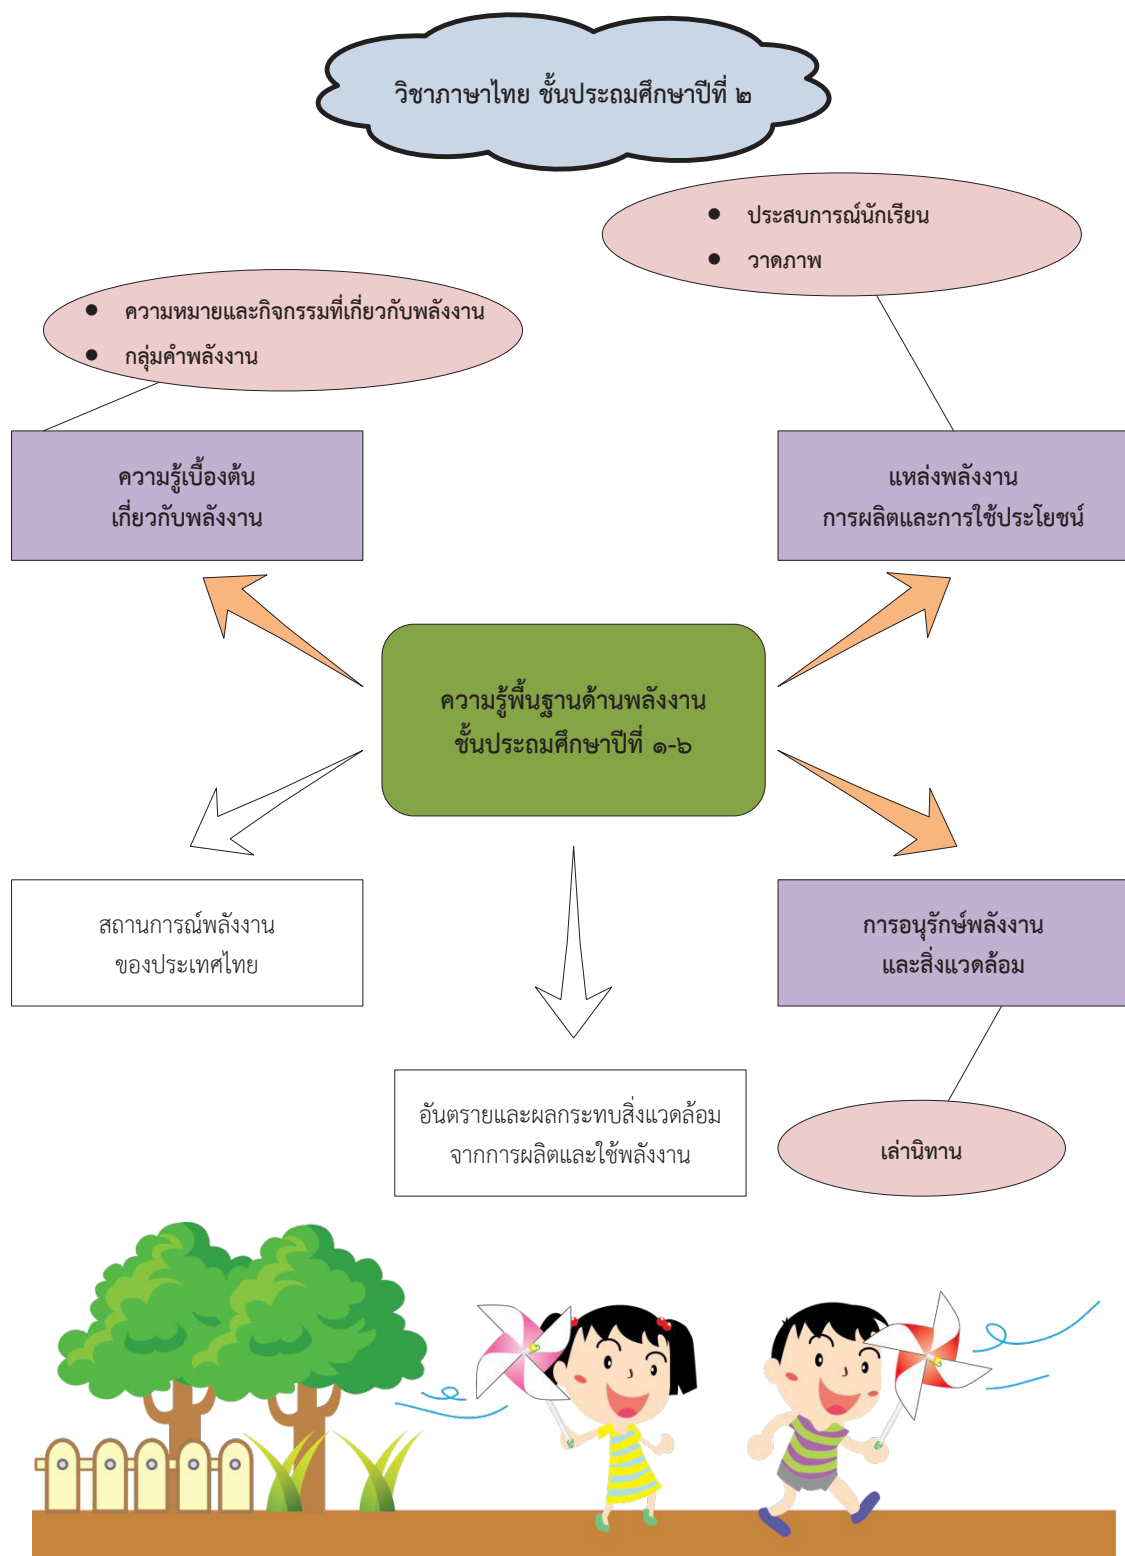 วิชาภาษาไทย ชั้นประถมศึกษาปีที่ ๒
● ประสบการณ์นักเรียน
● วาดภาพ
● ความหมายและกิจกรรมที่เกี่ยวกับพลังงาน
● กลุ่มคำพลังงาน
ความรู้เบื้องต้น
เกี่ยวกับพลังงาน
แหล่งพลังงาน
การผลิตและการใช้ประโยชน์
ความรู้พื้นฐานด้านพลังงาน
ชั้นประถมศึกษาปีที่ ๑-๖
สถานการณ์พลังงาน
ของประเทศไทย
การอนุรักษ์พลังงาน
และสิ่งแวดล้อม
อันตรายและผลกระทบสิ่งแวดล้อม
จากการผลิตและใช้พลังงาน
เล่านิทาน